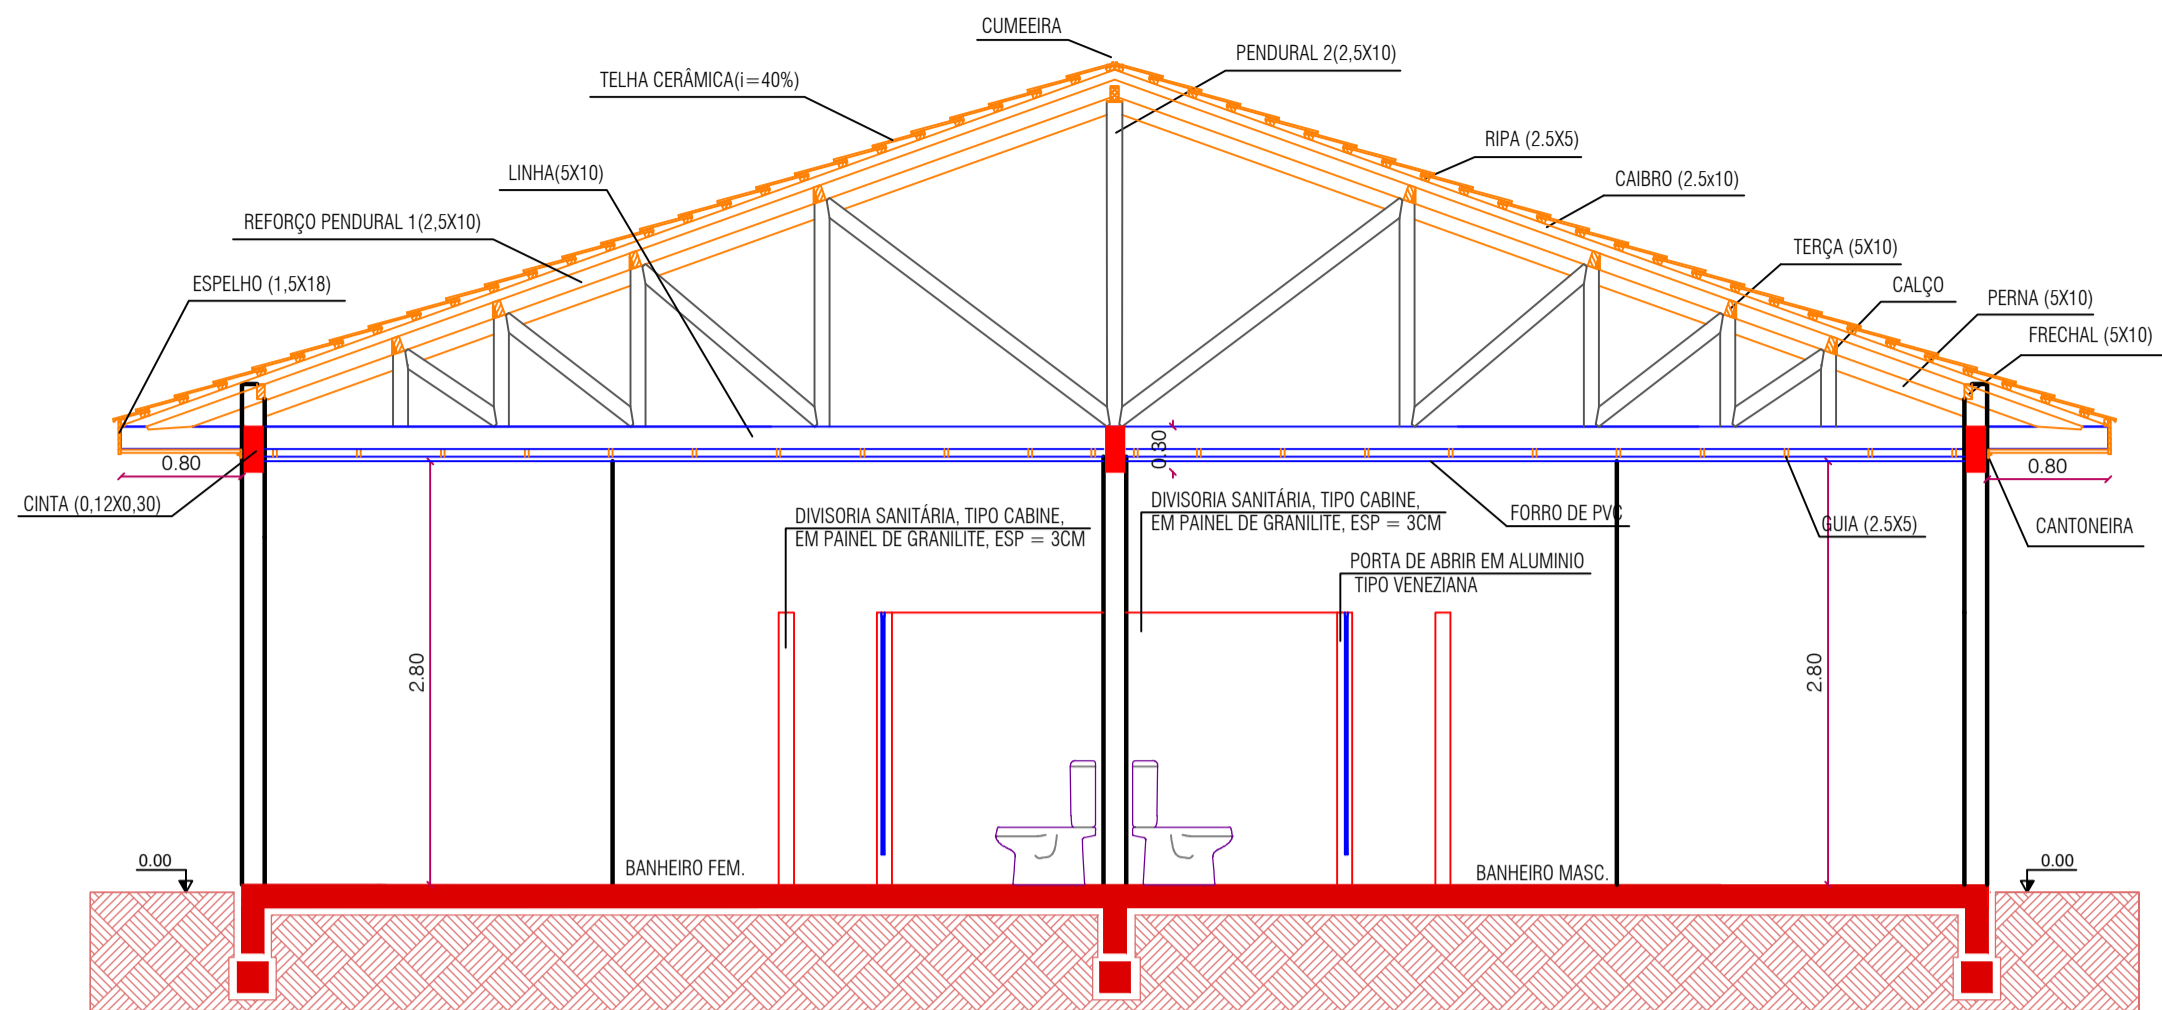 CUMEEIRA
PENDURAL 2(2,5X10)
TELHA CERÂMICA(i=40%)
RIPA (2.5X5)
LINHA(5X10)
CAIBRO (2.5x10)
REFORÇO PENDURAL 1(2,5X10)
TERÇA (5X10)
ESPELHO (1,5X18)
CALÇO
PERNA (5X10)
FRECHAL (5X10)
0.80
0.30
0.80
CINTA (0,12X0,30)
DIVISORIA SANITÁRIA, TIPO CABINE,
EM PAINEL DE GRANILITE, ESP = 3CM
DIVISORIA SANITÁRIA, TIPO CABINE,
EM PAINEL DE GRANILITE, ESP = 3CM
FORRO DE PVC
GUIA (2.5X5)
CANTONEIRA
PORTA DE ABRIR EM ALUMINIO
TIPO VENEZIANA
2.80
2.80
0.00
BANHEIRO FEM.
BANHEIRO MASC.
0.00